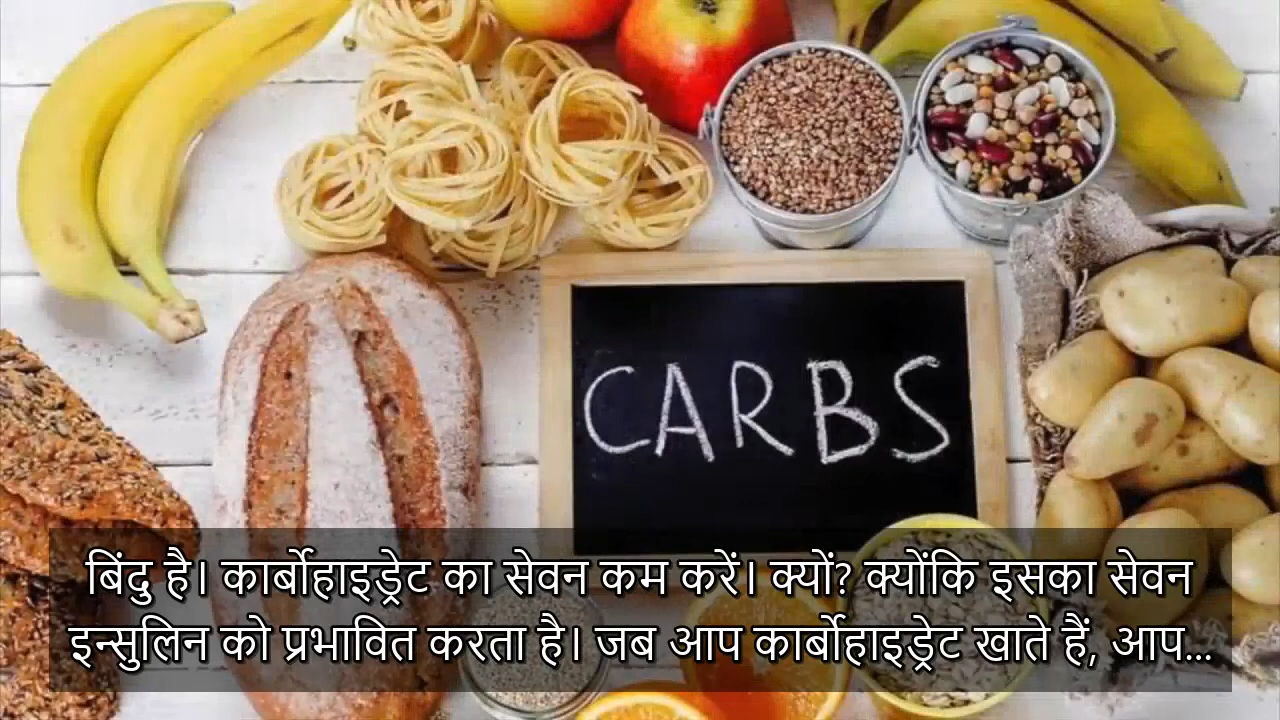 CARBS
बिंदु है। कार्बोहाइड्रेट का सेवन कम करें। क्यों? क्योंकि इसका सेवन
इन्सुलिन को प्रभावित करता है। जब आप कार्बोहाइड्रेट खाते हैं, आप...